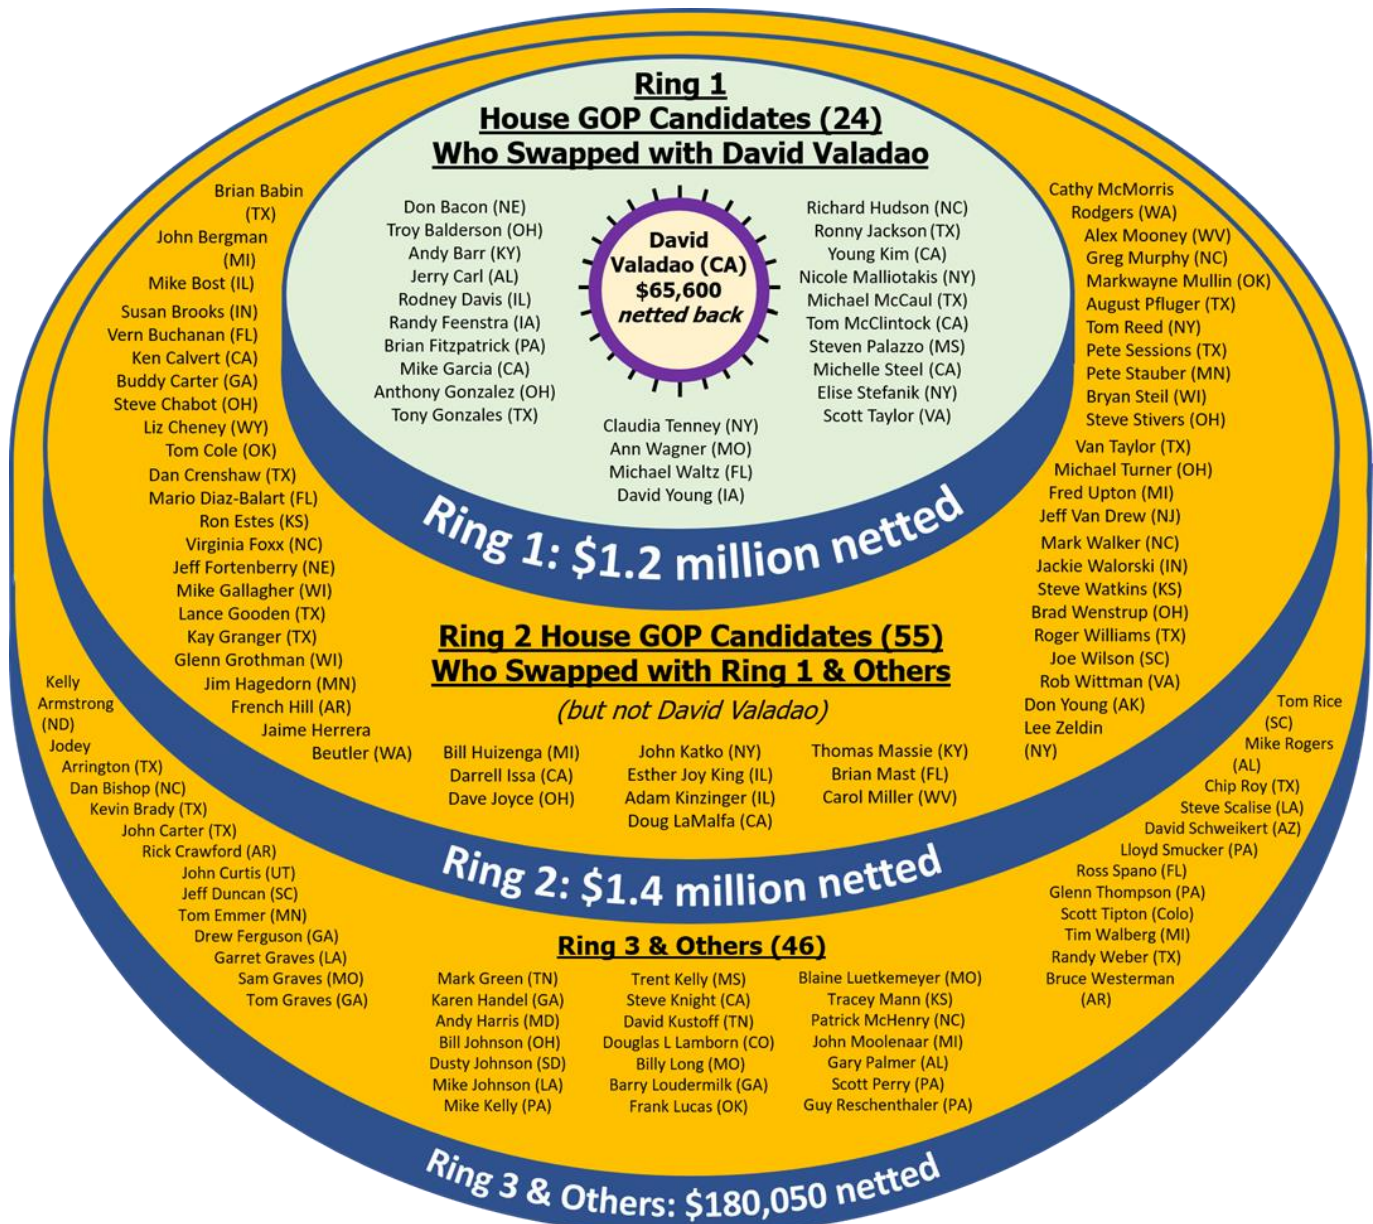 Ring 1
House GOP Candidates (24)
Who Swapped with David Valadao
Don Bacon (NE)
Troy Balderson (OH)
Andy Barr (KY)
Jerry Carl (AL)
Rodney Davis (IL)
Randy Feenstra (IA)
Brian Fitzpatrick (PA)
Mike Garcia (CA)
Anthony Gonzalez (OH)
Tony Gonzales (TX)
David
Valadao (CA)
$65,600
netted back
Claudia Tenney (NY)
Ann Wagner (MO)
Michael Waltz (FL)
David Young (IA)
Richard Hudson (NC)
Ronny Jackson (TX)
Young Kim (CA)
Nicole Malliotakis (NY)
Michael McCaul (TX)
Tom McClintock (CA)
Steven Palazzo (MS)
Michelle Steel (CA)
Elise Stefanik (NY)
Scott Taylor (VA)
Ring 1: $1.2 million netted
Ring 2 House GOP Candidates (55)
Who Swapped with Ring 1 & Others
(but not David Valadao)
Brian Babin
(TX)
John Bergman
(MI)
Mike Bost (IL)
Susan Brooks (IN)
Vern Buchanan (FL)
Ken Calvert (CA)
Buddy Carter (GA)
Steve Chabot (OH)
Liz Cheney (WY)
Tom Cole (OK)
Dan Crenshaw (TX)
Mario Diaz-Balart (FL)
Ron Estes (KS)
Virginia Foxx (NC)
Jeff Fortenberry (NE)
Mike Gallagher (WI)
Lance Gooden (TX)
Kay Granger (TX)
Glenn Grothman (WI)
Jim Hagedorn (MN)
French Hill (AR)
Jaime Herrera
Beutler (WA)
Bill Huizenga (MI)
Darrell Issa (CA)
Dave Joyce (OH)
John Katko (NY)
Esther Joy King (IL)
Adam Kinzinger (IL)
Doug LaMalfa (CA)
Thomas Massie (KY)
Brian Mast (FL)
Carol Miller (WV)
Cathy McMorris
Rodgers (WA)
Alex Mooney (WV)
Greg Murphy (NC)
Markwayne Mullin (OK)
August Pfluger (TX)
Tom Reed (NY)
Pete Sessions (TX)
Pete Stauber (MN)
Bryan Steil (WI)
Steve Stivers (OH)
Van Taylor (TX)
Michael Turner (OH)
Fred Upton (MI)
Jeff Van Drew (NJ)
Mark Walker (NC)
Jackie Walorski (IN)
Steve Watkins (KS)
Brad Wenstrup (OH)
Roger Williams (TX)
Joe Wilson (SC)
Rob Wittman (VA)
Don Young (AK)
Lee Zeldin
(NY)
Ring 2: $1.4 million netted
Ring 3 & Others (46)
Kelly
Armstrong
(ND)
Jodey
Arrington (TX)
Dan Bishop (NC)
Kevin Brady (TX)
John Carter (TX)
Rick Crawford (AR)
John Curtis (UT)
Jeff Duncan (SC)
Tom Emmer (MN)
Drew Ferguson (GA)
Garret Graves (LA)
Sam Graves (MO)
Tom Graves (GA)
Mark Green (TN)
Karen Handel (GA)
Andy Harris (MD)
Bill Johnson (OH)
Dusty Johnson (SD)
Mike Johnson (LA)
Mike Kelly (PA)
Trent Kelly (MS)
Steve Knight (CA)
David Kustoff (TN)
Douglas L Lamborn (CO)
Billy Long (MO)
Barry Loudermilk (GA)
Frank Lucas (OK)
Blaine Luetkemeyer (MO)
Tracey Mann (KS)
Patrick McHenry (NC)
John Moolenaar (MI)
Gary Palmer (AL)
Scott Perry (PA)
Guy Reschenthaler (PA)
Tom Rice
(SC)
Mike Rogers
(AL)
Chip Roy (TX)
Steve Scalise (LA)
David Schweikert (AZ)
Lloyd Smucker (PA)
Ross Spano (FL)
Glenn Thompson (PA)
Scott Tipton (Colo)
Tim Walberg (MI)
Randy Weber (TX)
Bruce Westerman
(AR)
Ring 3 & Others: $180,050 netted